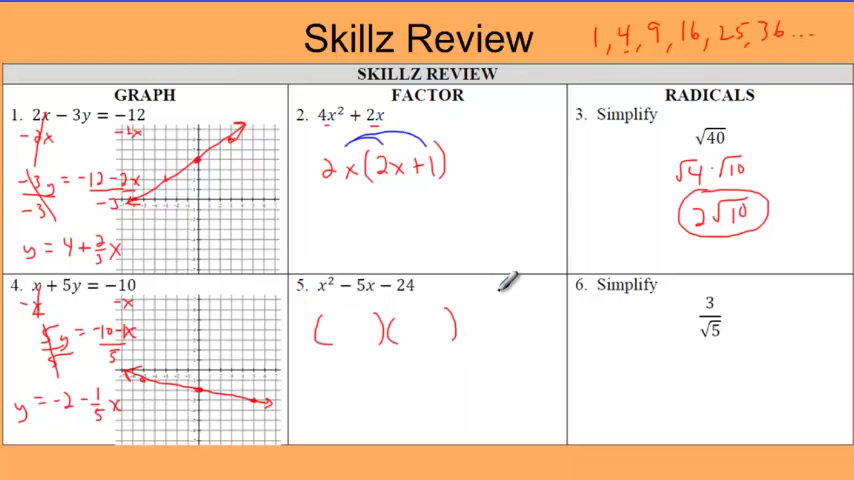 Skillz Review
1, 4, 9, 16, 25, 36 ...
SKILLZ REVIEW
GRAPH
FACTOR
RADICALS
1. 2x − 3y = −12
−2x −2x
−3y = −12 −2x
−3 −3
y = 4 + 2/3 x
2. 4x² + 2x
2x(2x+1)
3. Simplify
√40
√4 · √10
2√10
4. x + 5y = −10
−x −x
5y = −10 −1x
5 5
y = −2 − 1/5 x
5. x² − 5x − 24
( )( )
6. Simplify
3
√5